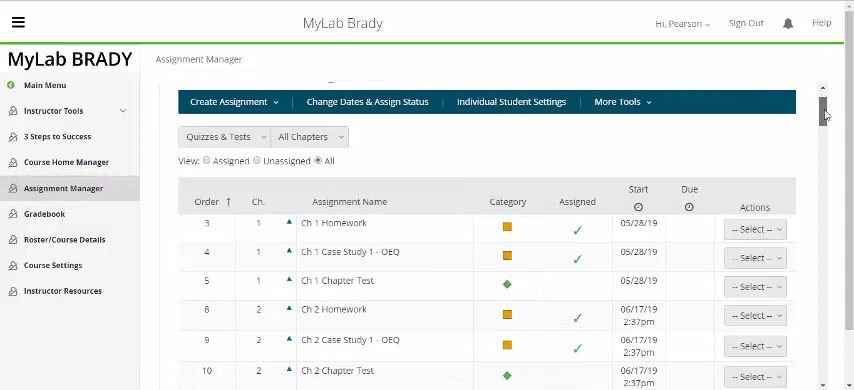 MyLab Brady
Hi, Pearson
Sign Out
Help
MyLab BRADY
Assignment Manager
Main Menu
Instructor Tools
3 Steps to Success
Course Home Manager
Assignment Manager
Gradebook
Roster/Course Details
Course Settings
Instructor Resources
Create Assignment | Change Dates & Assign Status | Individual Student Settings | More Tools
Quizzes & Tests All Chapters
View: Assigned Unassigned All
Order ↑ Ch. Assignment Name Category Assigned Start Due Actions
3 1 Ch 1 Homework ✓ 05/28/19 -- Select --
4 1 Ch 1 Case Study 1 - OEQ ✓ 05/28/19 -- Select --
5 1 Ch 1 Chapter Test 05/28/19 -- Select --
8 2 Ch 2 Homework ✓ 06/17/19 2:37pm -- Select --
9 2 Ch 2 Case Study 1 - OEQ ✓ 06/17/19 2:37pm -- Select --
10 2 Ch 2 Chapter Test 06/17/19 2:37pm -- Select --